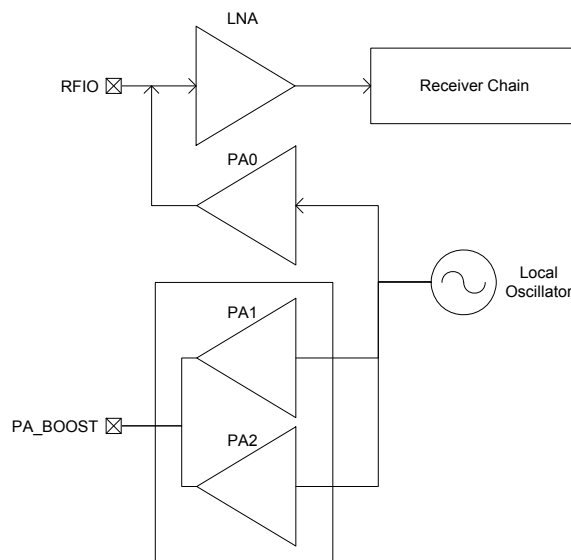 LNA
RFIO
Receiver Chain
PA0
Local
Oscillator
PA1
PA_BOOST
PA2